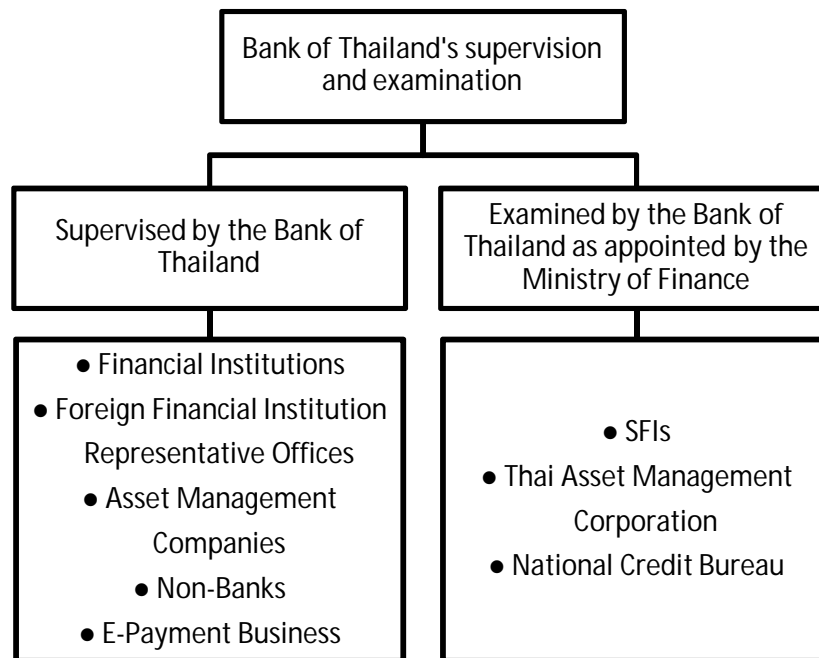 Bank of Thailand's supervision
and examination
Supervised by the Bank of
Thailand
Examined by the Bank of
Thailand as appointed by the
Ministry of Finance
● Financial Institutions
● Foreign Financial Institution
Representative Offices
● Asset Management
Companies
● Non-Banks
● E-Payment Business
● SFIs
● Thai Asset Management
Corporation
● National Credit Bureau